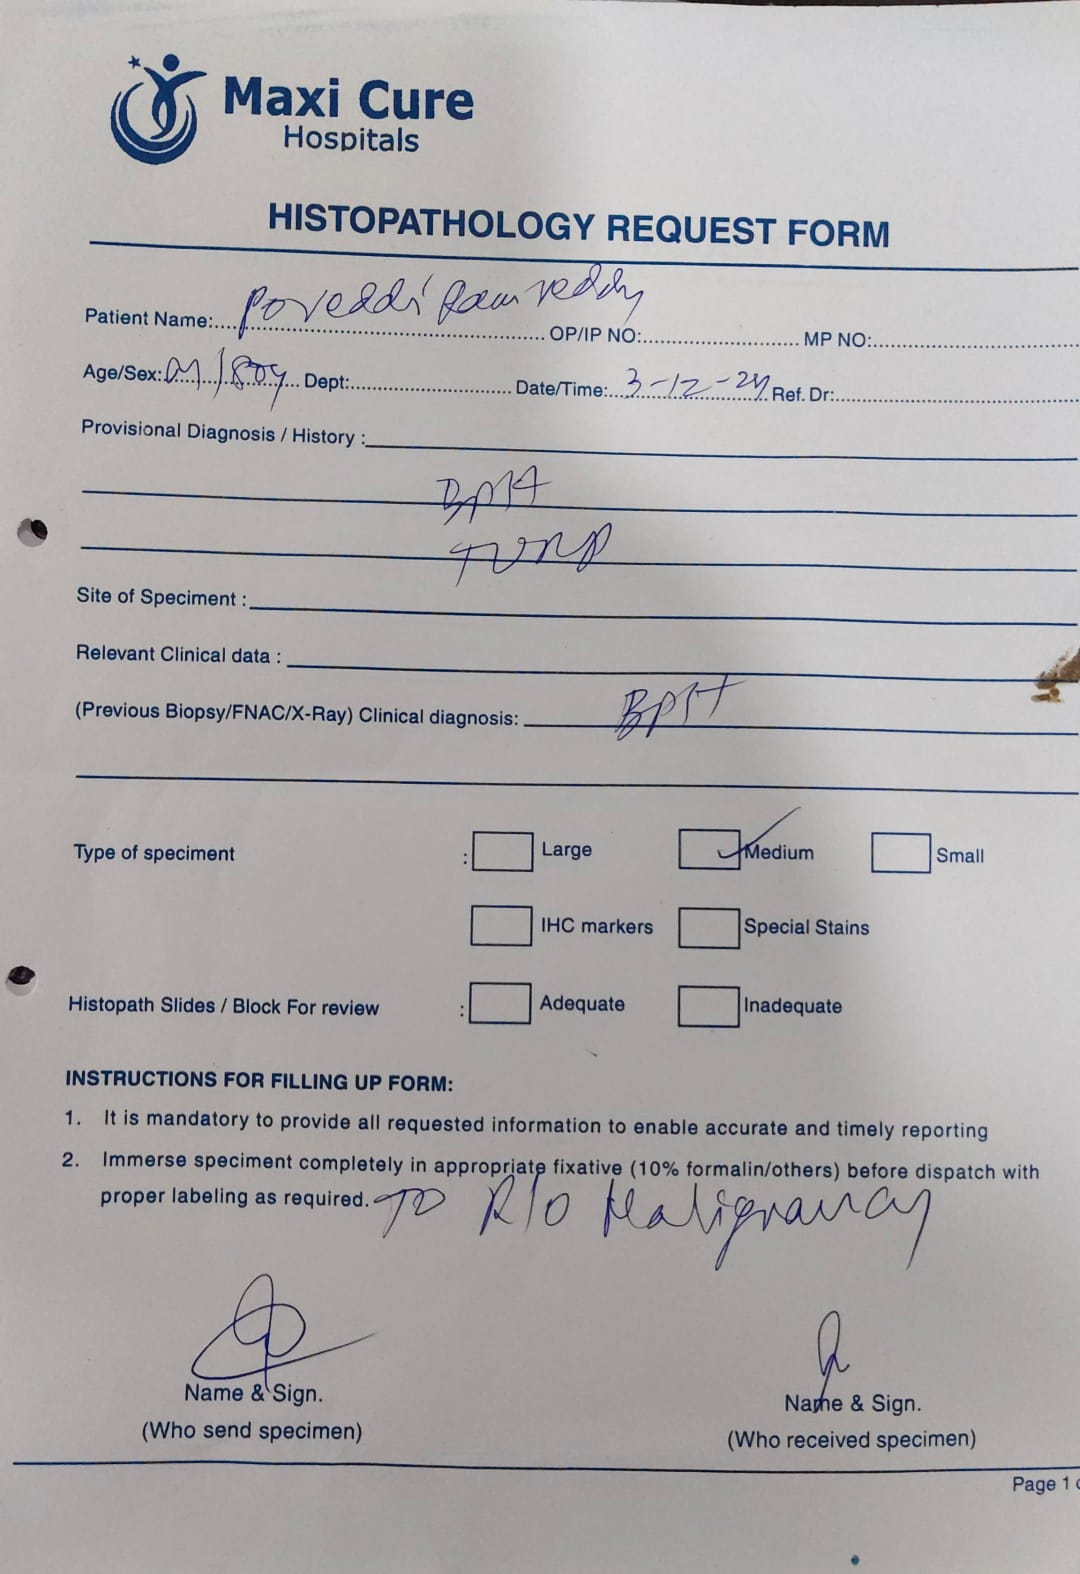 Maxi Cure
Hospitals
HISTOPATHOLOGY REQUEST FORM
Patient Name:.... Poreddi Ram reddy OP/IP NO:.... MP NO:....
Age/Sex: M/80y Dept:.... Date/Time:... 3-12-24 Ref. Dr:....
Provisional Diagnosis / History :
BPH
TURP
Site of Speciment :
Relevant Clinical data :
(Previous Biopsy/FNAC/X-Ray) Clinical diagnosis: BPH
Type of speciment : Large Medium Small
IHC markers Special Stains
Histopath Slides / Block For review : Adequate Inadequate
INSTRUCTIONS FOR FILLING UP FORM:
1. It is mandatory to provide all requested information to enable accurate and timely reporting
2. Immerse speciment completely in appropriate fixative (10% formalin/others) before dispatch with
proper labeling as required. TO R/o Malignancy
Name & Sign. Name & Sign.
(Who send specimen) (Who received specimen)
Page 1